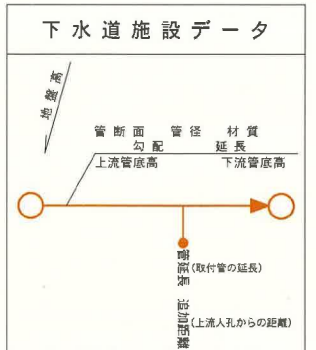 下水道施設データ
地盤高
管断面 管径 材質
勾配 延長
上流管底高 下流管底高
管延長 (取付管の延長)
追加距離 (上流人孔からの距離)